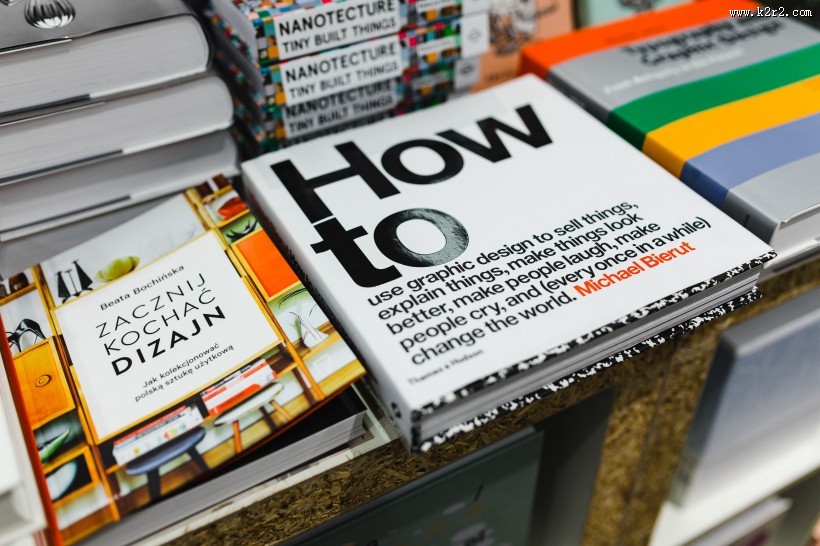 www.k2r2.com
NANOTECTURE
TINY BUILT THINGS
NANOTECTURE
TINY BUILT THINGS
NANOTECTURE
TINY BUILT THINGS
How
to
use graphic design to sell things,
explain things, make things look
better, make people laugh, make
people cry, and (every once in a while)
change the world. Michael Bierut
Thames & Hudson
Beata Bochińska
ZACZNIJ
KOCHAĆ
DIZAJN
Jak kolekcjonować
polską sztukę użytkową